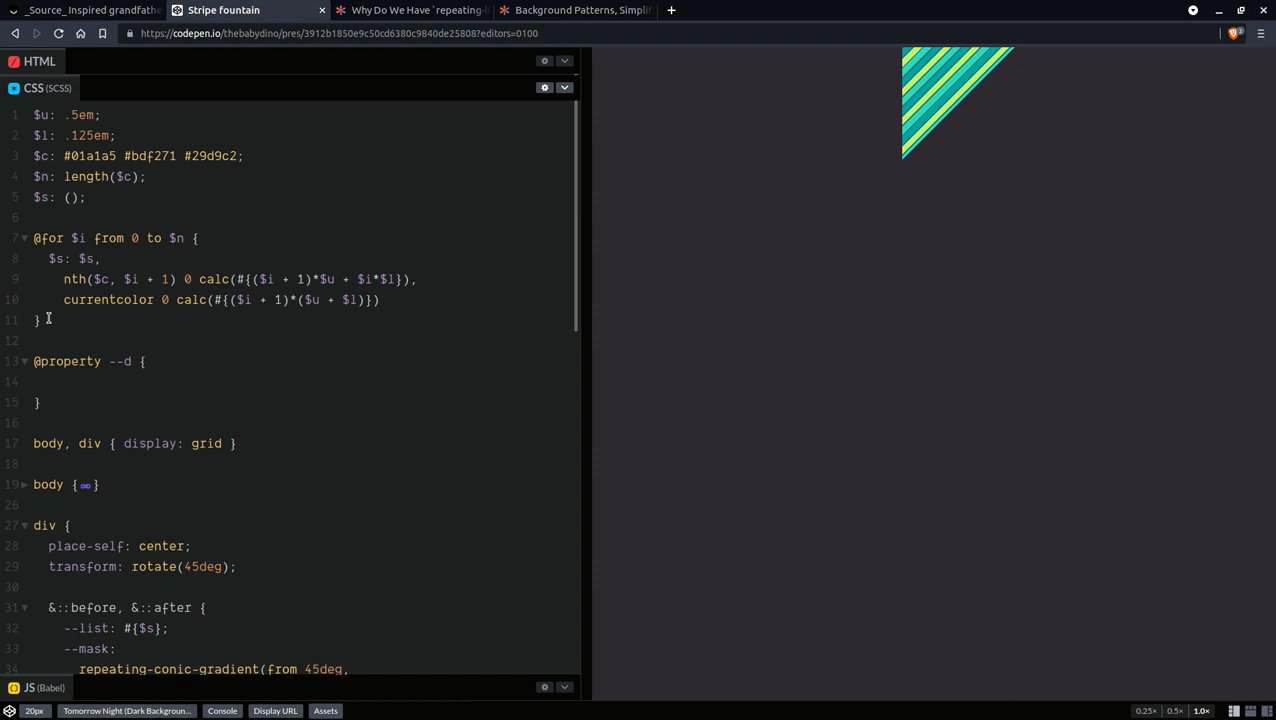 _Source_Inspired grandfathe
Stripe fountain
Why Do We Have `repeating-l
Background Patterns, Simplif
https://codepen.io/thebabydino/pres/3912b1850e9c50cd6380c9840de25808?editors=0100
HTML
CSS (SCSS)
1 $u: .5em;
2 $l: .125em;
3 $c: #01a1a5 #bdf271 #29d9c2;
4 $n: length($c);
5 $s: ();
6
7 @for $i from 0 to $n {
8 $s: $s,
9 nth($c, $i + 1) 0 calc(#{($i + 1)*$u + $i*$l}),
10 currentcolor 0 calc(#{($i + 1)*($u + $l)})
11 }
12
13 @property --d {
14
15 }
16
17 body, div { display: grid }
18
19 body {}
26
27 div {
28 place-self: center;
29 transform: rotate(45deg);
30
31 &::before, &::after {
32 --list: #{$s};
33 --mask:
34 repeating-conic-gradient(from 45deg,
JS (Babel)
20px Tomorrow Night (Dark Backgroun... Console Display URL Assets 0.25× 0.5× 1.0×